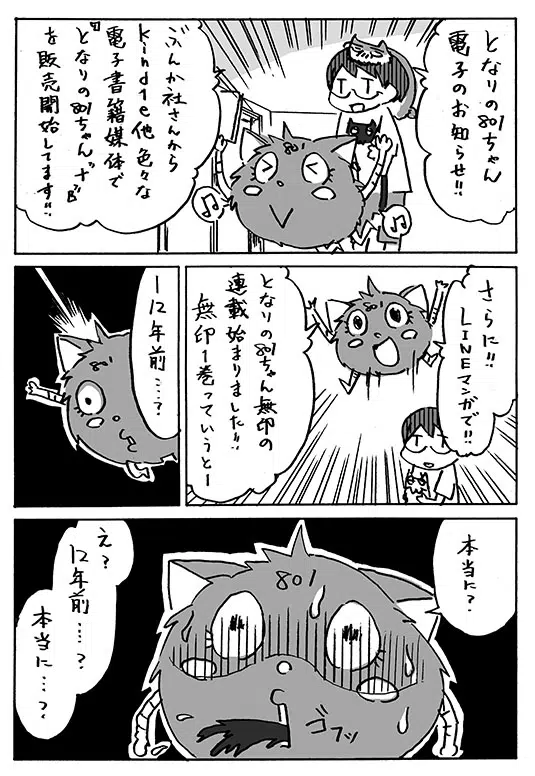 となりの801ちゃん
電子のお知らせ!!
ぶんか社さんから
kindle他色々な
電子書籍媒体で
『となりの801ちゃん+B』
を販売開始してます!!
801
さらに!!
LINEマンガで!!
801
となりの801ちゃん無印の
連載始まりました!!
無印1巻っていうと―
―12年前…?
801
本当に?
801
え?
12年前……?
本当に…?
ゴフッ